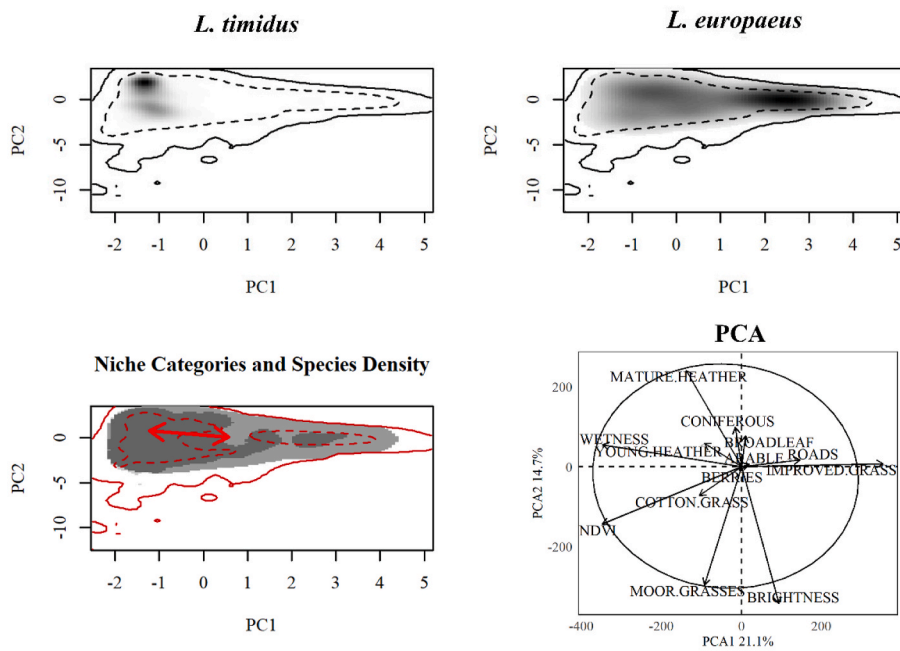 L. timidus
L. europaeus
PC2
0
-5
-10
-2 -1 0 1 2 3 4 5
PC1
PC2
0
-5
-10
-2 -1 0 1 2 3 4 5
PC1
Niche Categories and Species Density
PC2
0
-5
-10
-2 -1 0 1 2 3 4 5
PC1
PCA
PCA2 14.7%
200
0
-200
MATURE.HEATHER
CONIFEROUS
BROADLEAF
WETNESS
YOUNG.HEATHER
ARABLE
ROADS
IMPROVED.GRASS
BERRIES
COTTON.GRASS
NDVI
MOOR.GRASSES
BRIGHTNESS
-400 -200 0 200
PCA1 21.1%